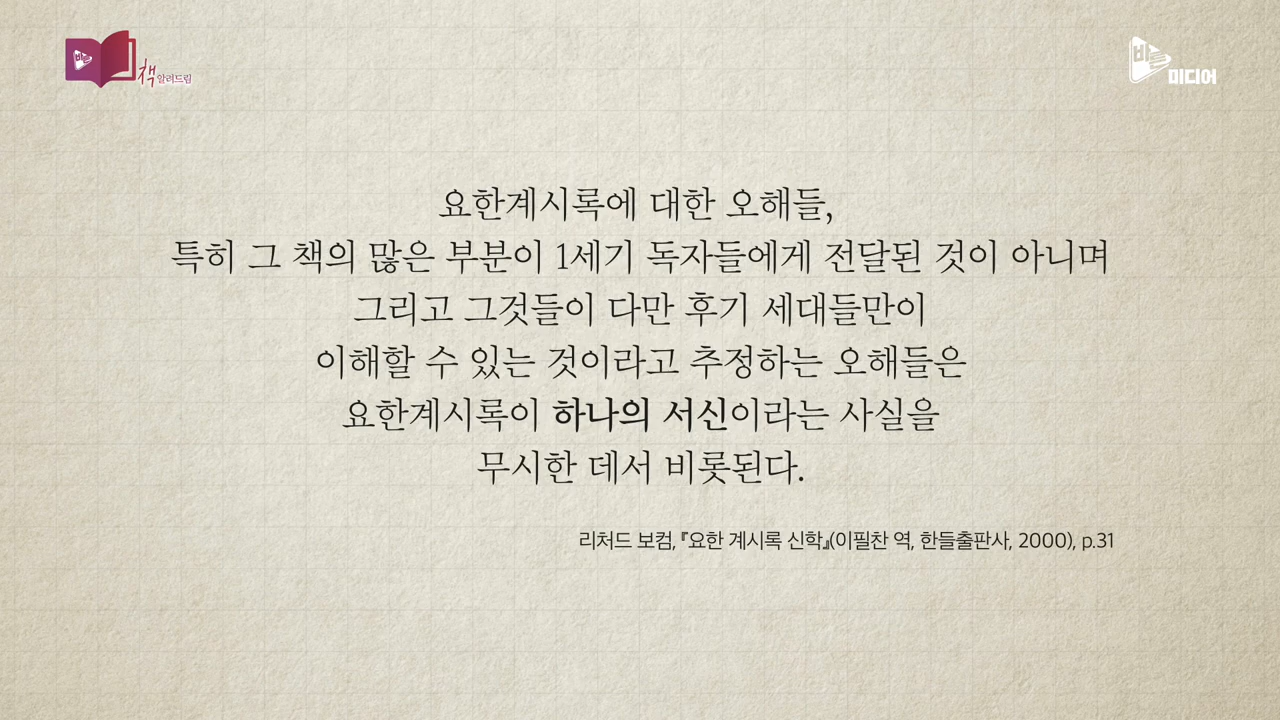 바른
책 알려드림
바른
미디어
요한계시록에 대한 오해들,
특히 그 책의 많은 부분이 1세기 독자들에게 전달된 것이 아니며
그리고 그것들이 다만 후기 세대들만이
이해할 수 있는 것이라고 추정하는 오해들은
요한계시록이 하나의 서신이라는 사실을
무시한 데서 비롯된다.
리처드 보컴, 『요한 계시록 신학』(이필찬 역, 한들출판사, 2000), p.31